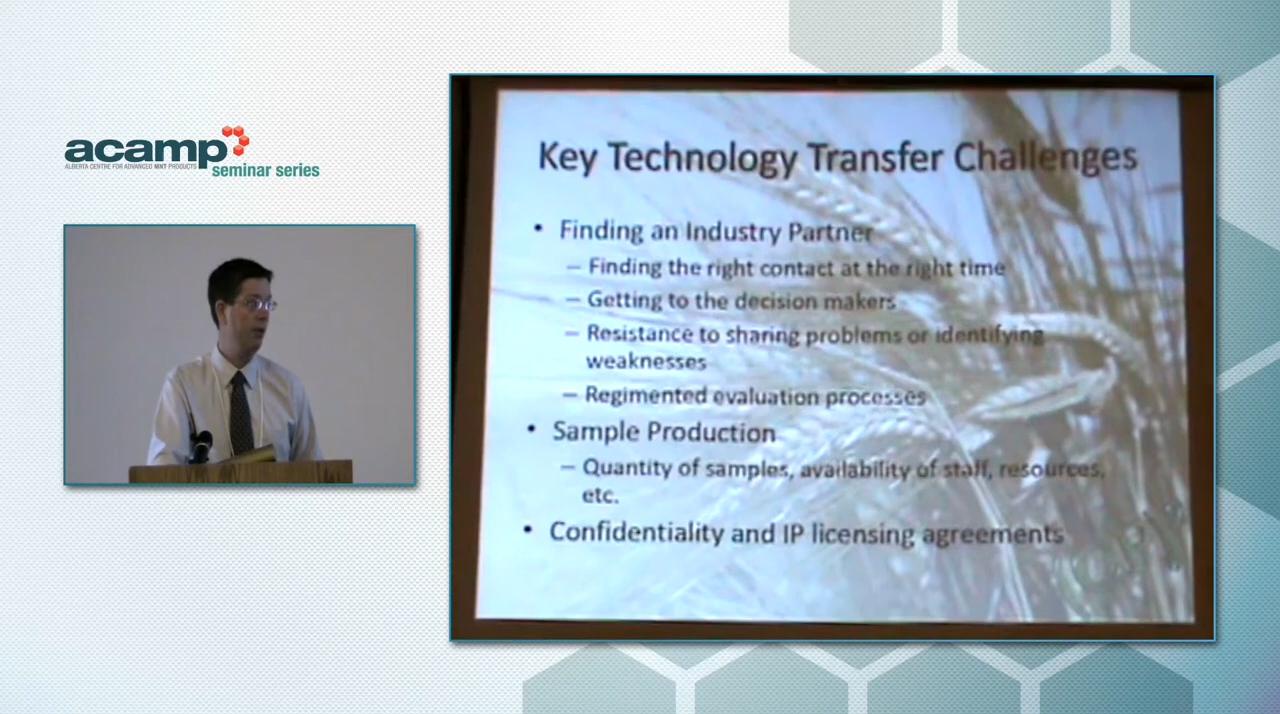 acamp
ALBERTA CENTRE FOR ADVANCED MNT PRODUCTS
seminar series
Key Technology Transfer Challenges
• Finding an Industry Partner
– Finding the right contact at the right time
– Getting to the decision makers
– Resistance to sharing problems or identifying
weaknesses
– Regimented evaluation processes
• Sample Production
– Quantity of samples, availability of staff, resources,
etc.
• Confidentiality and IP licensing agreements